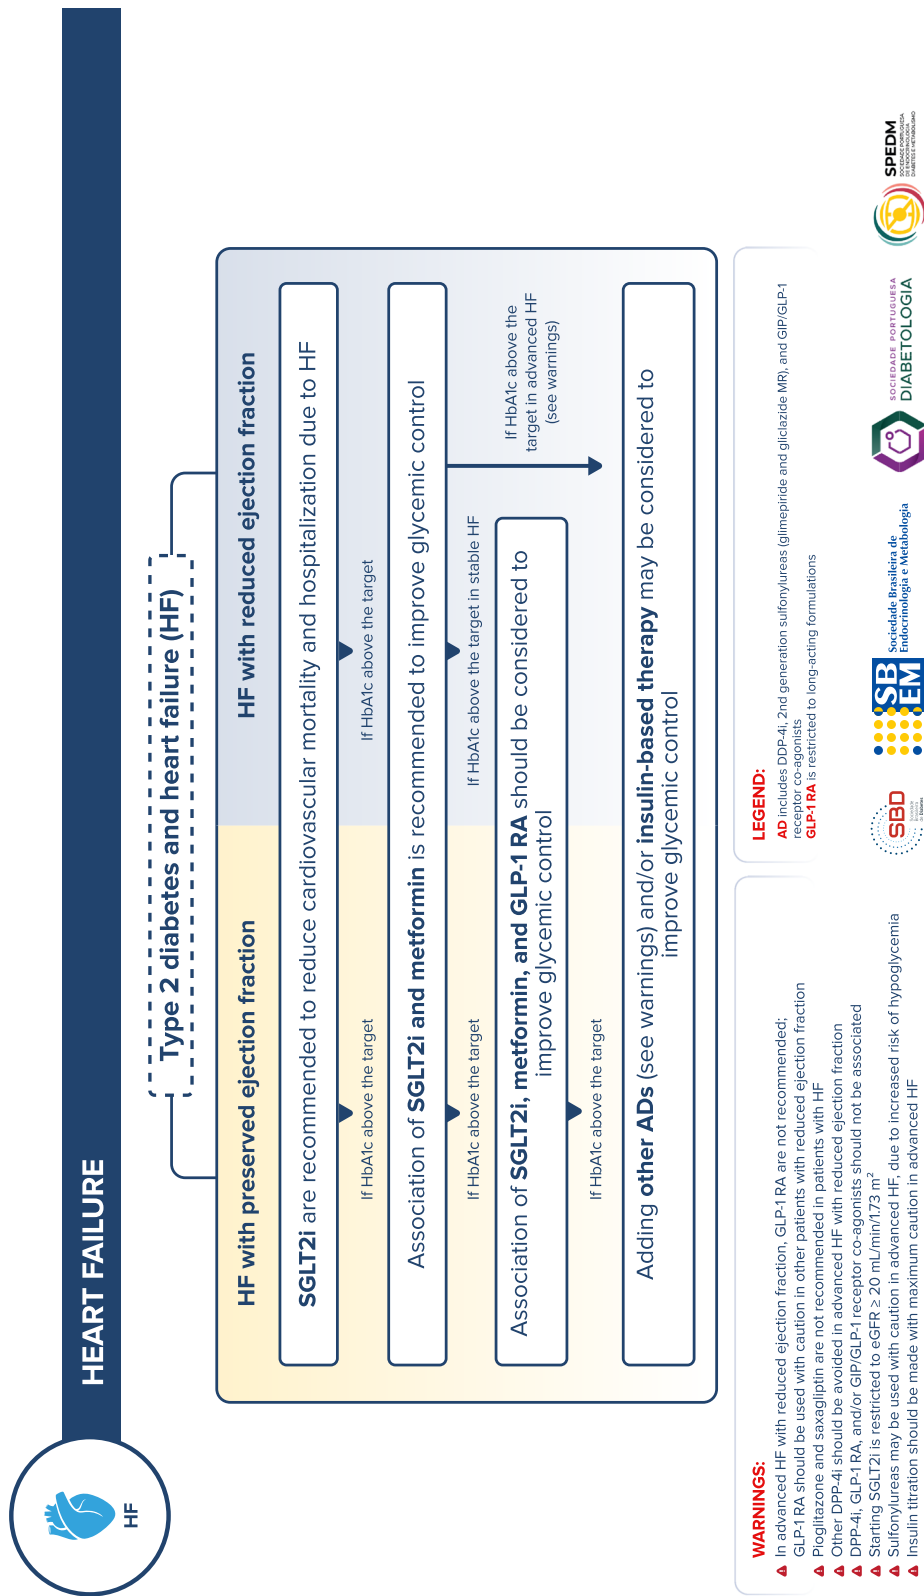 HF
HEART FAILURE
Type 2 diabetes and heart failure (HF)
HF with preserved ejection fraction
HF with reduced ejection fraction
SGLT2i are recommended to reduce cardiovascular mortality and hospitalization due to HF
If HbA1c above the target
If HbA1c above the target
Association of SGLT2i and metformin is recommended to improve glycemic control
If HbA1c above the target
If HbA1c above the target in stable HF
If HbA1c above the
target in advanced HF
(see warnings)
Association of SGLT2i, metformin, and GLP-1 RA should be considered to
improve glycemic control
If HbA1c above the target
Adding other ADs (see warnings) and/or insulin-based therapy may be considered to
improve glycemic control
WARNINGS:
In advanced HF with reduced ejection fraction, GLP-1 RA are not recommended;
GLP-1 RA should be used with caution in other patients with reduced ejection fraction
Pioglitazone and saxagliptin are not recommended in patients with HF
Other DPP-4i should be avoided in advanced HF with reduced ejection fraction
DPP-4i, GLP-1 RA, and/or GIP/GLP-1 receptor co-agonists should not be associated
Starting SGLT2i is restricted to eGFR ≥ 20 mL/min/1.73 m²
Sulfonylureas may be used with caution in advanced HF, due to increased risk of hypoglycemia
Insulin titration should be made with maximum caution in advanced HF
LEGEND:
AD includes DDP-4i, 2nd generation sulfonylureas (glimepiride and gliclazide MR), and GIP/GLP-1
receptor co-agonists
GLP-1 RA is restricted to long-acting formulations
SBD
Sociedade
Brasileira
de Diabetes
SB
EM
Sociedade Brasileira de
Endocrinologia e Metabologia
SOCIEDADE PORTUGUESA
DIABETOLOGIA
SPEDM
SOCIEDADE PORTUGUESA
DE ENDOCRINOLOGIA
DIABETES E METABOLISMO